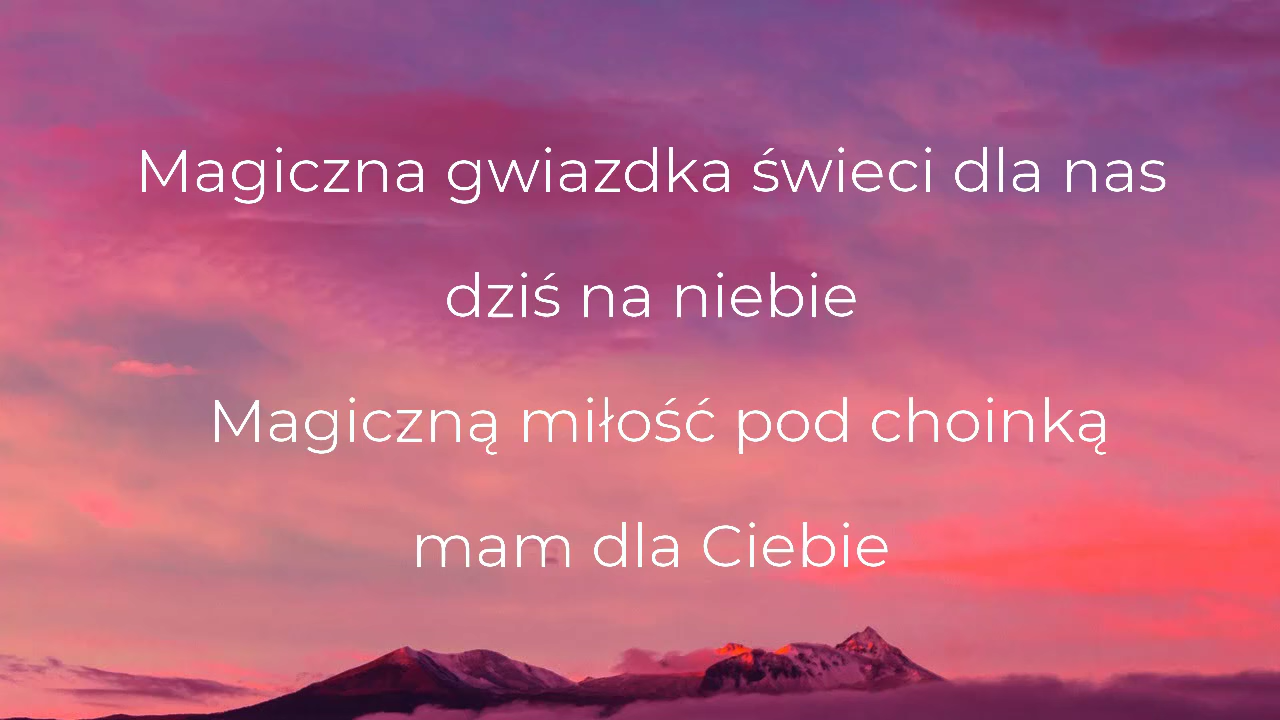 Magiczna gwiazdka świeci dla nas
dziś na niebie
Magiczną miłość pod choinką
mam dla Ciebie